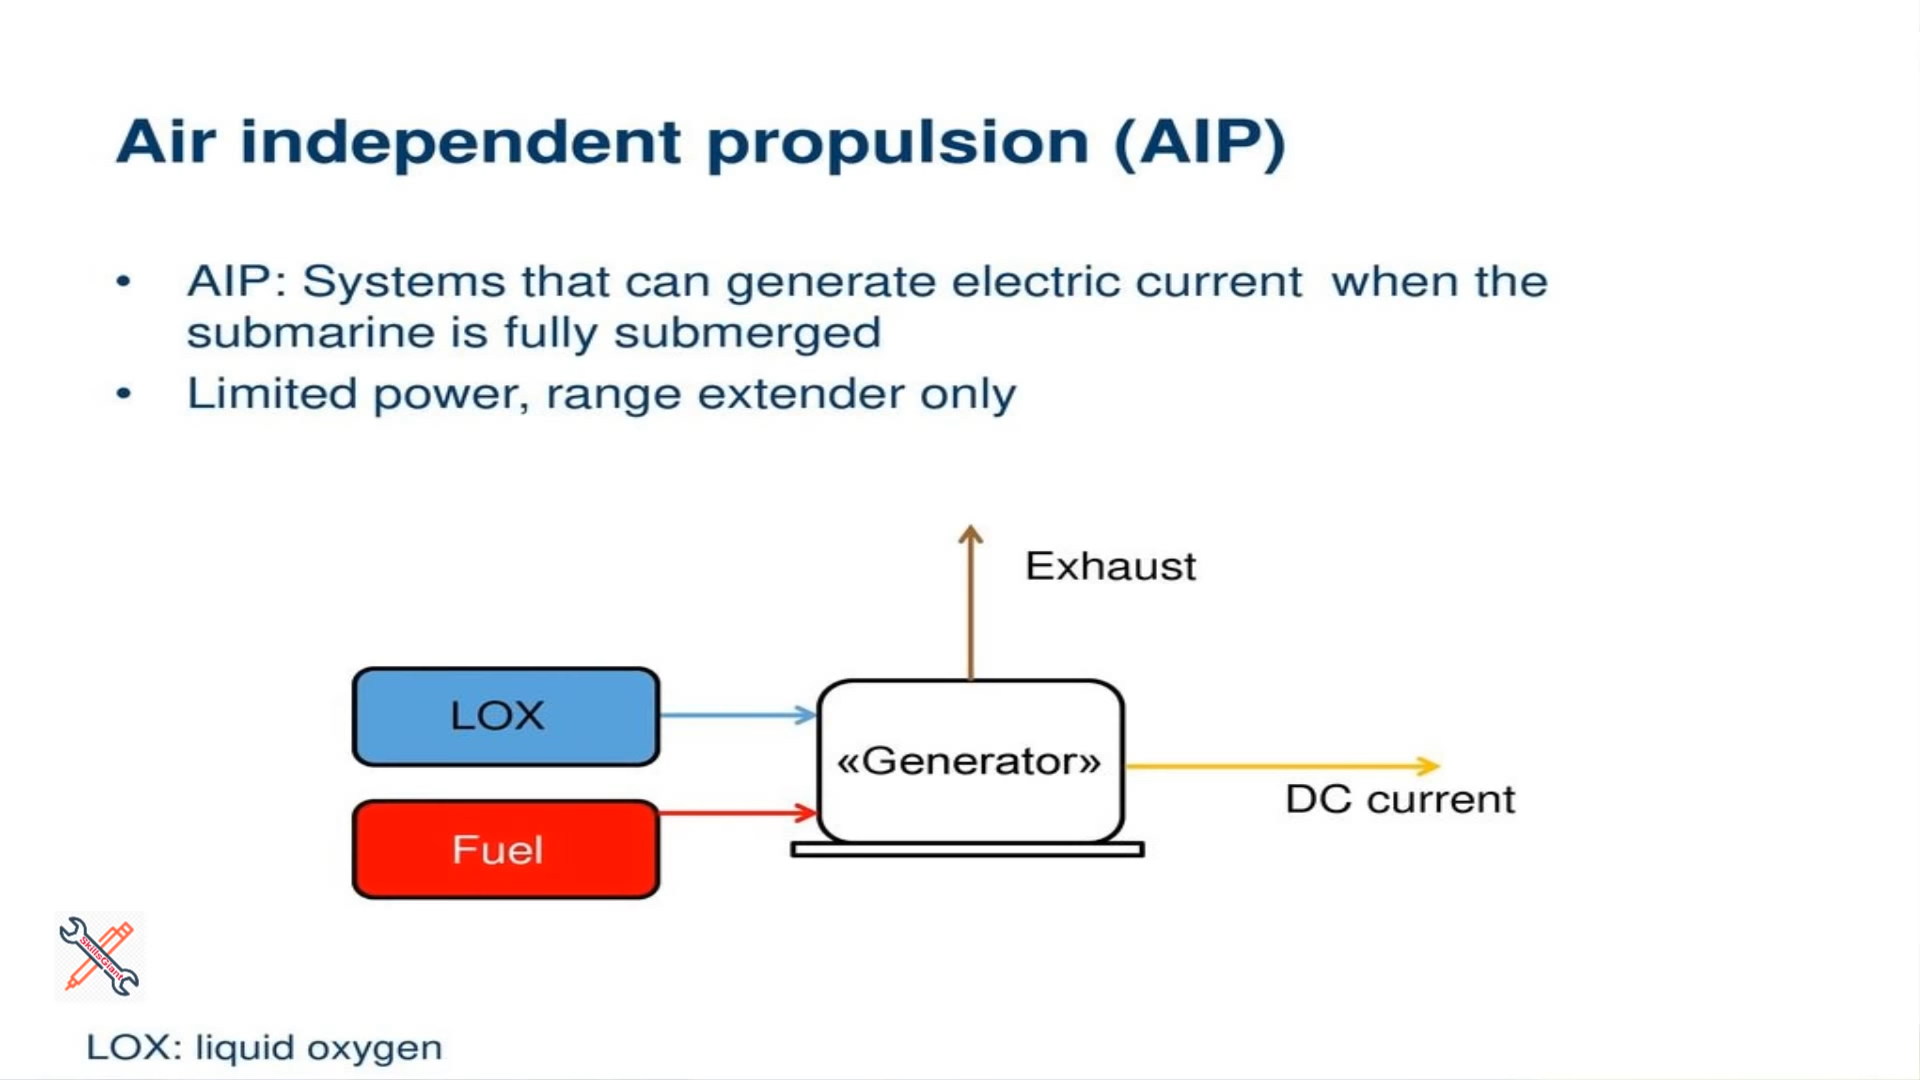 Air independent propulsion (AIP)
• AIP: Systems that can generate electric current when the
submarine is fully submerged
• Limited power, range extender only
Exhaust
LOX
«Generator»
DC current
Fuel
SkillsGiant
LOX: liquid oxygen